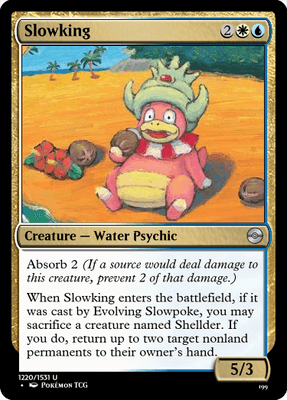 Slowking 2
Creature — Water Psychic
Absorb 2 (If a source would deal damage to
this creature, prevent 2 of that damage.)
When Slowking enters the battlefield, if it
was cast by Evolving Slowpoke, you may
sacrifice a creature named Shellder. If
you do, return up to two target nonland
permanents to their owner's hand.
5/3
1220/1531 U
• Pokémon TCG
199